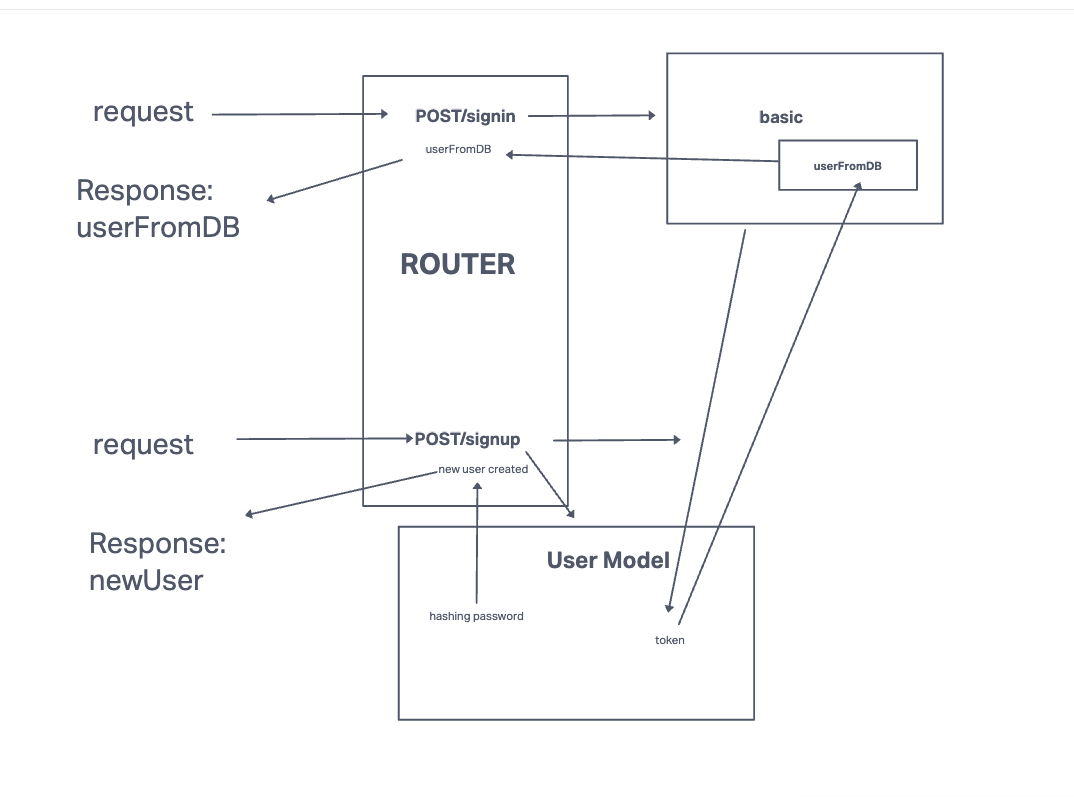 request
POST/signin
basic
userFromDB
userFromDB
Response:
userFromDB
ROUTER
request
POST/signup
new user created
Response:
newUser
User Model
hashing password
token